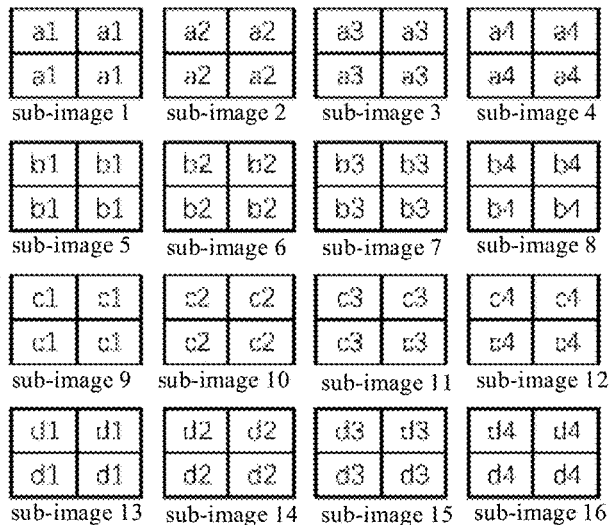 a1 a1 a2 a2 a3 a3 a4 a4
a1 a1 a2 a2 a3 a3 a4 a4
sub-image 1 sub-image 2 sub-image 3 sub-image 4
b1 b1 b2 b2 b3 b3 b4 b4
b1 b1 b2 b2 b3 b3 b4 b4
sub-image 5 sub-image 6 sub-image 7 sub-image 8
c1 c1 c2 c2 c3 c3 c4 c4
c1 c1 c2 c2 c3 c3 c4 c4
sub-image 9 sub-image 10 sub-image 11 sub-image 12
d1 d1 d2 d2 d3 d3 d4 d4
d1 d1 d2 d2 d3 d3 d4 d4
sub-image 13 sub-image 14 sub-image 15 sub-image 16